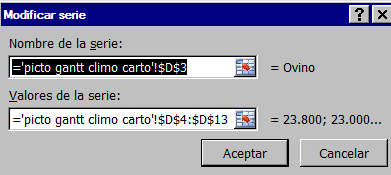 Modificar serie
Nombre de la serie:
='picto gantt climo carto'!$D$3 = Ovino
Valores de la serie:
='picto gantt climo carto'!$D$4:$D$13 = 23.800; 23.000...
Aceptar Cancelar